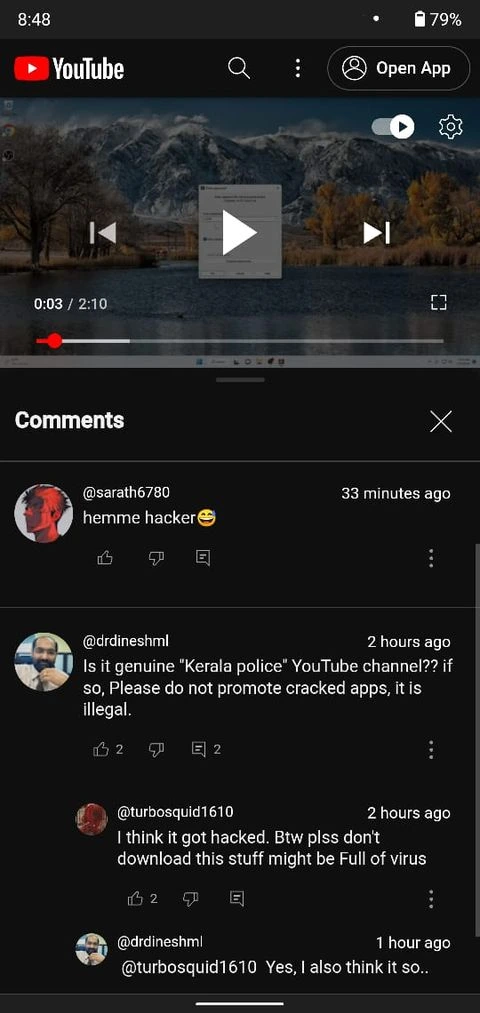 8:48
79%
YouTube
Open App
0:03 / 2:10
Comments
@sarath6780
33 minutes ago
hemme hacker😅
@drdineshml
2 hours ago
Is it genuine "Kerala police" YouTube channel?? if
so, Please do not promote cracked apps, it is
illegal.
2
2
@turbosquid1610
2 hours ago
I think it got hacked. Btw plss don't
download this stuff might be Full of virus
2
@drdineshml
1 hour ago
@turbosquid1610 Yes, I also think it so..